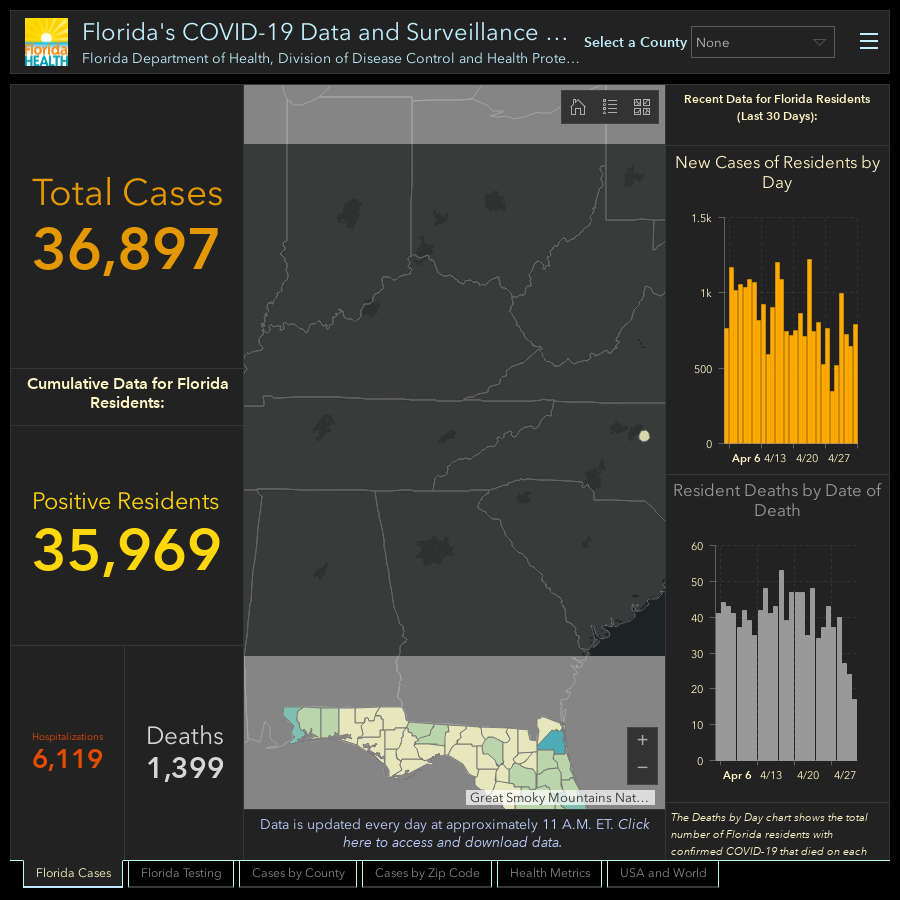 Florida HEALTH
Florida's COVID-19 Data and Surveillance ...
Florida Department of Health, Division of Disease Control and Health Prote...
Select a County
None
Total Cases
36,897
Cumulative Data for Florida
Residents:
Positive Residents
35,969
Hospitalizations
6,119
Deaths
1,399
Great Smoky Mountains Nat...
Data is updated every day at approximately 11 A.M. ET. Click
here to access and download data.
Recent Data for Florida Residents
(Last 30 Days):
New Cases of Residents by
Day
1.5k
1k
500
0
Apr 6 4/13 4/20 4/27
Resident Deaths by Date of
Death
60
50
40
30
20
10
0
Apr 6 4/13 4/20 4/27
The Deaths by Day chart shows the total
number of Florida residents with
confirmed COVID-19 that died on each
Florida Cases
Florida Testing
Cases by County
Cases by Zip Code
Health Metrics
USA and World